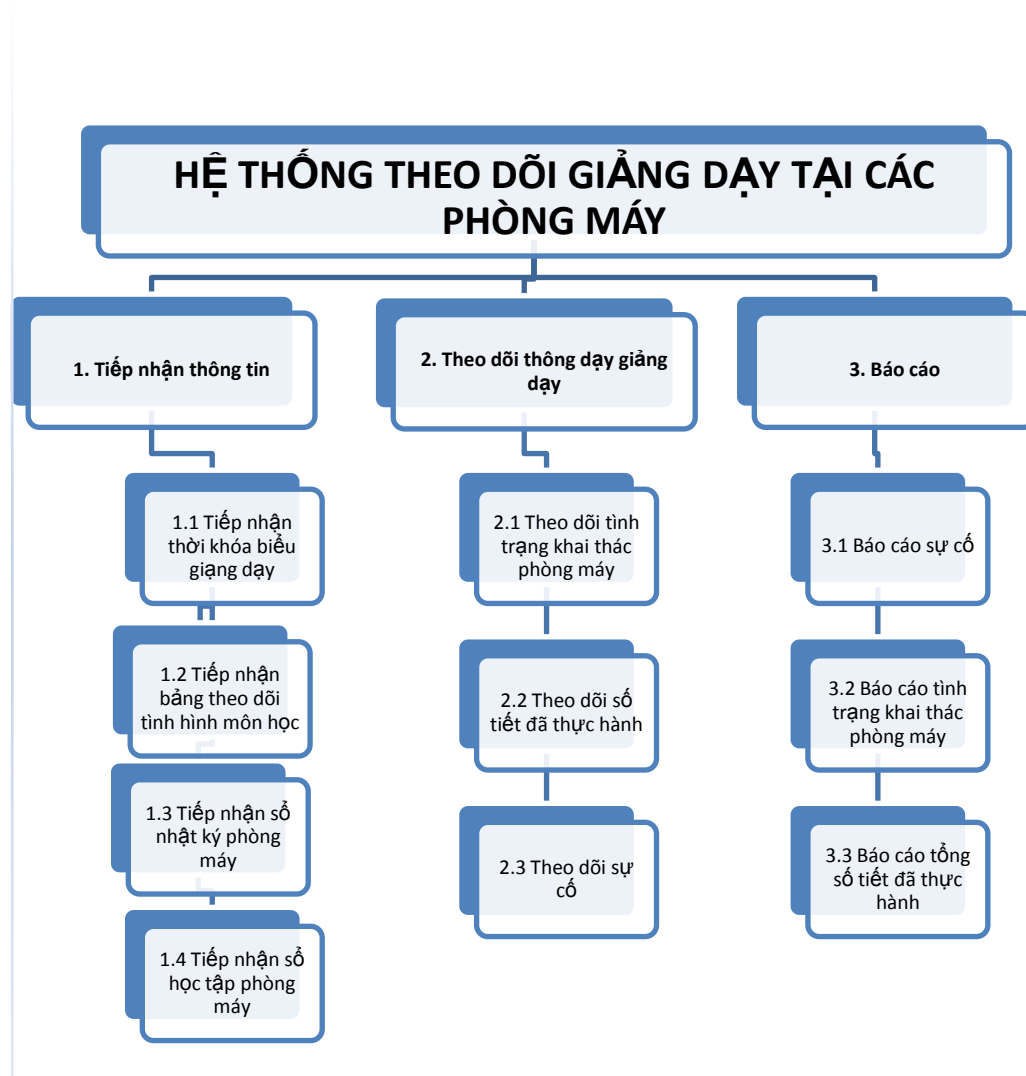 HỆ THỐNG THEO DÕI GIẢNG DẠY TẠI CÁC
PHÒNG MÁY
1. Tiếp nhận thông tin
2. Theo dõi thông dạy giảng
dạy
3. Báo cáo
1.1 Tiếp nhận
thời khóa biểu
giạng dạy
2.1 Theo dõi tình
trạng khai thác
phòng máy
3.1 Báo cáo sự cố
1.2 Tiếp nhận
bảng theo dõi
tình hình môn học
2.2 Theo dõi số
tiết đã thực hành
3.2 Báo cáo tình
trạng khai thác
phòng máy
1.3 Tiếp nhận sổ
nhật ký phòng
máy
2.3 Theo dõi sự
cố
3.3 Báo cáo tổng
số tiết đã thực
hành
1.4 Tiếp nhận sổ
học tập phòng
máy